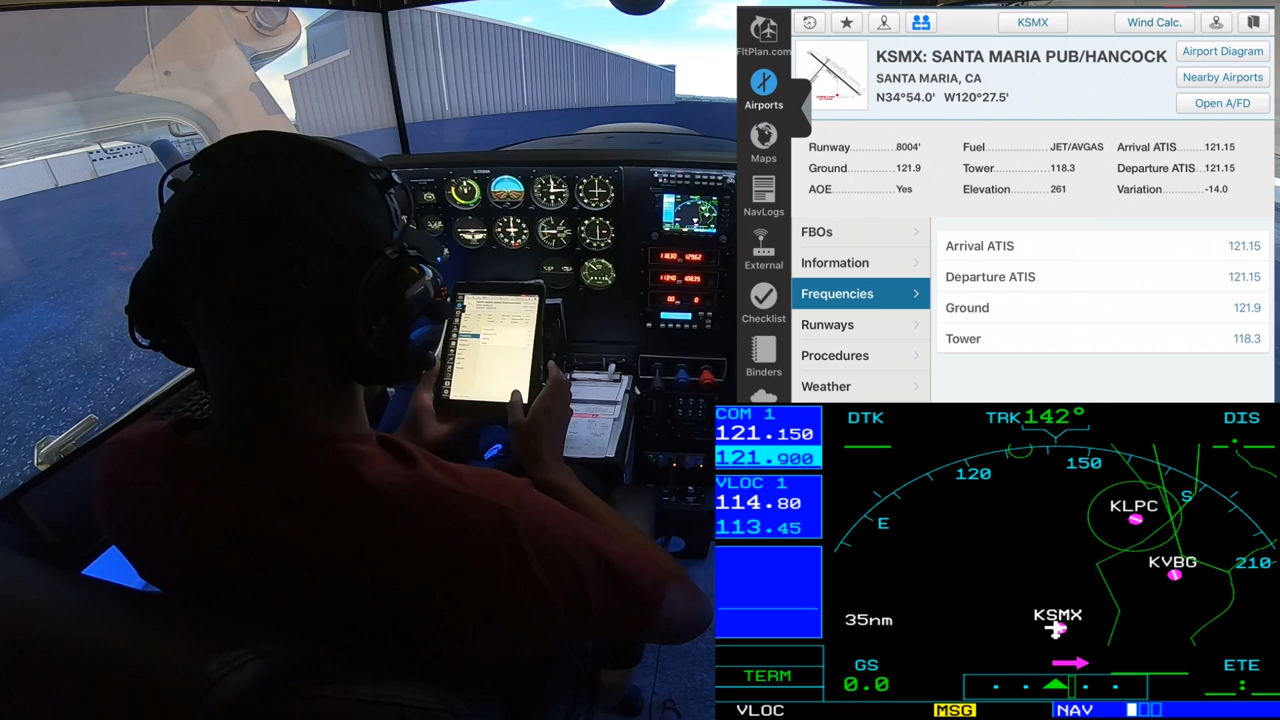 FltPlan.com
Airports
Maps
NavLogs
External
Checklist
Binders
KSMX
Wind Calc.
KSMX: SANTA MARIA PUB/HANCOCK
SANTA MARIA, CA
N34°54.0' W120°27.5'
Airport Diagram
Nearby Airports
Open A/FD
Runway 8004' Fuel JET/AVGAS Arrival ATIS 121.15
Ground 121.9 Tower 118.3 Departure ATIS 121.15
AOE Yes Elevation 261 Variation -14.0
FBOs
Information
Frequencies
Runways
Procedures
Weather
Arrival ATIS 121.15
Departure ATIS 121.15
Ground 121.9
Tower 118.3
COM 1
121.150
121.900
VLOC 1
114.80
113.45
TERM
VLOC
DTK
TRK 142°
DIS
120
150
E
S
210
KLPC
KVBG
KSMX
35nm
GS
0.0
ETE
MSG
NAV